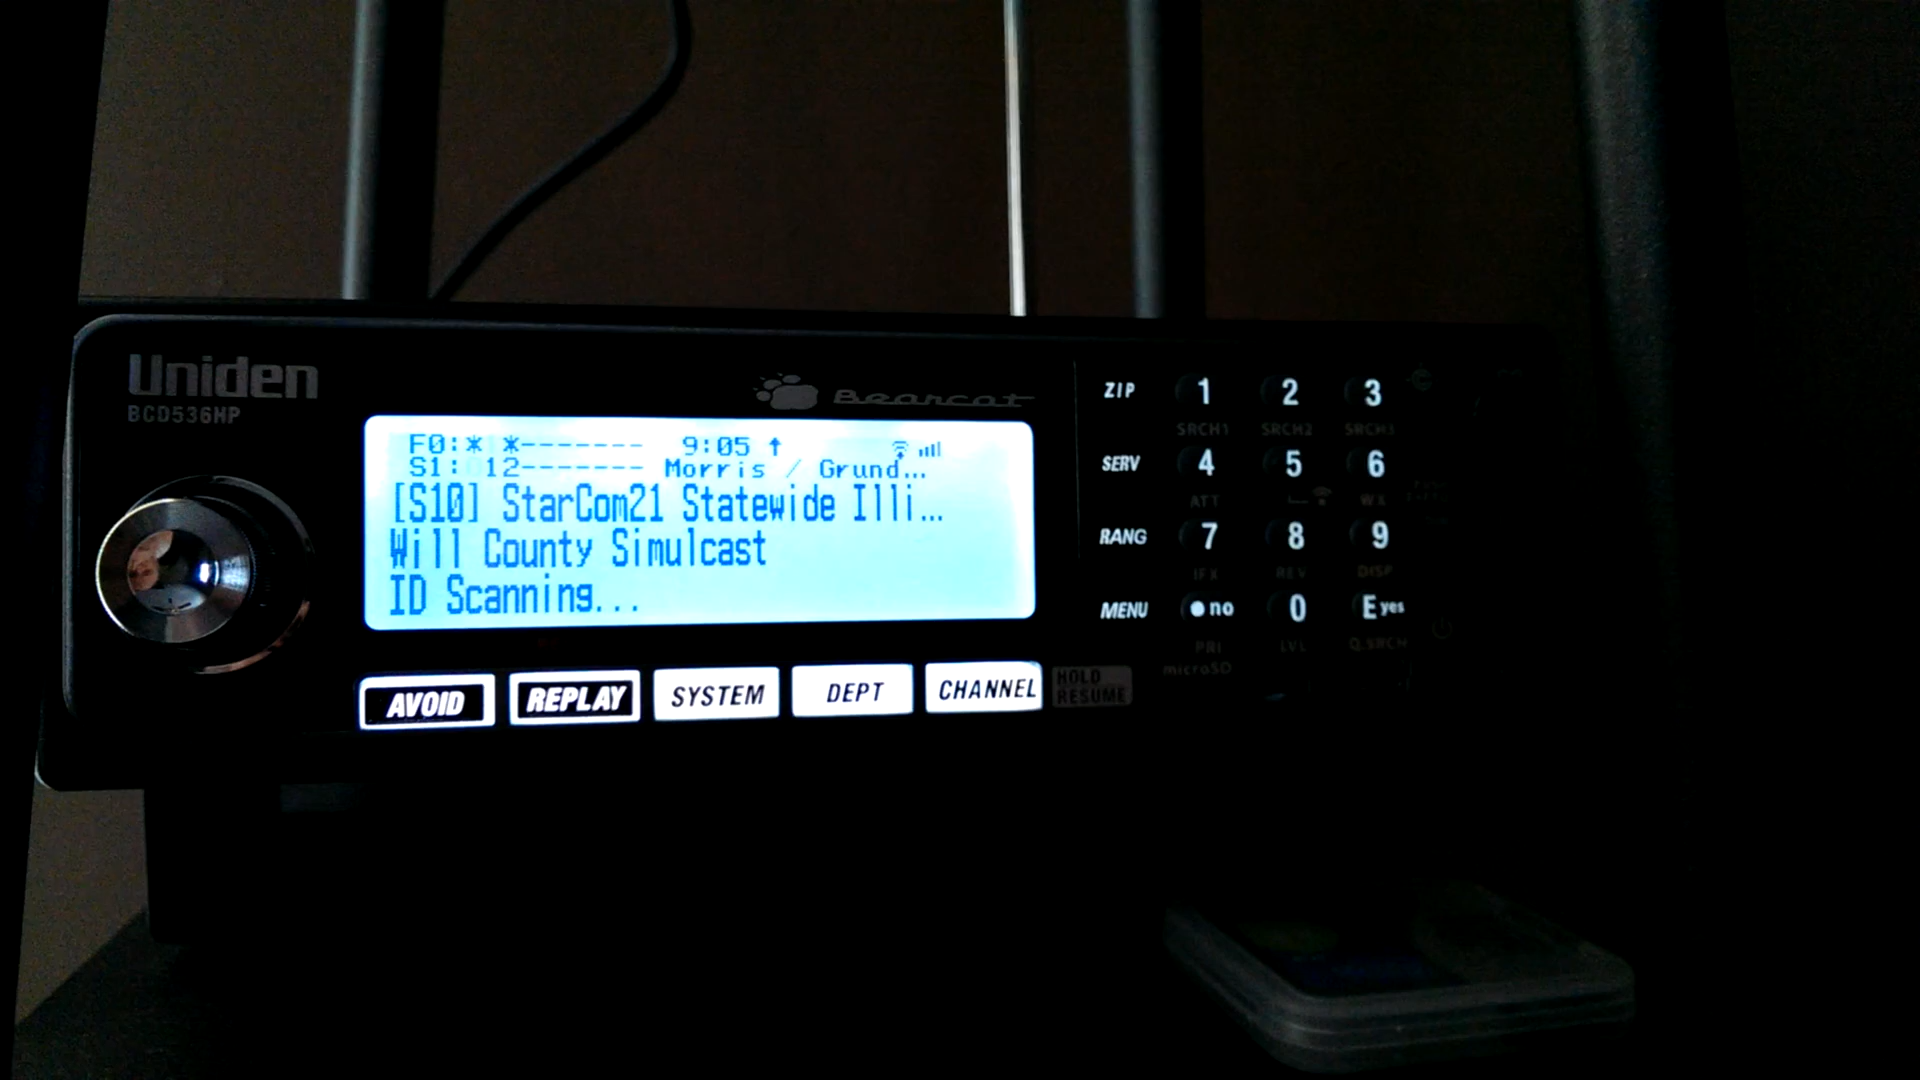 Uniden
BCD536HP
Bearcat
F0:* *------- 9:05 ↑
S1: 12------- Morris / Grund...
[S10] StarCom21 Statewide Illi...
Will County Simulcast
ID Scanning...
AVOID REPLAY SYSTEM DEPT CHANNEL HOLD RESUME
ZIP 1 2 3
SRCH1 SRCH2 SRCH3
SERV 4 5 6
ATT WX
RANG 7 8 9
IFX REV DISP
MENU • no 0 E yes
PRI LVL Q.SRCH
microSD